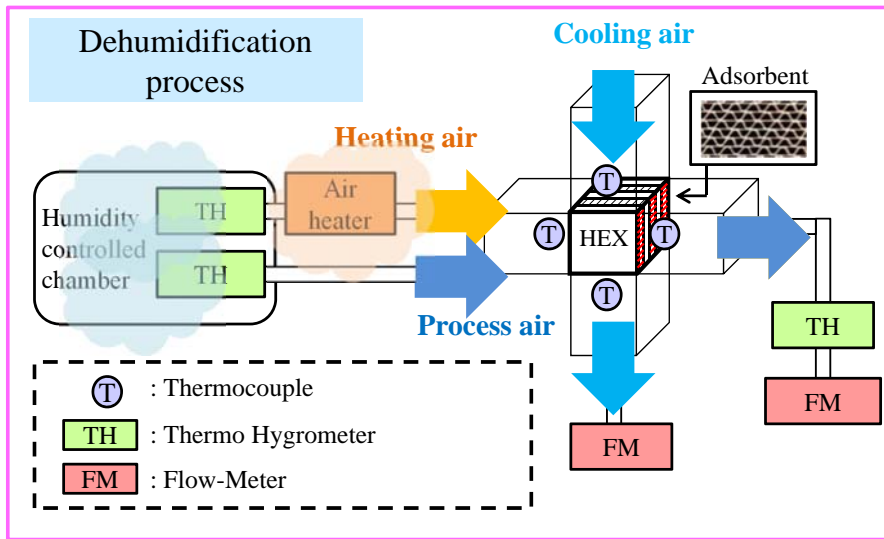 Dehumidification
process
Cooling air
Adsorbent
Heating air
Humidity
controlled
chamber
TH
Air
heater
TH
T
T
HEX
T
T
Process air
TH
FM
FM
T : Thermocouple
TH : Thermo Hygrometer
FM : Flow-Meter